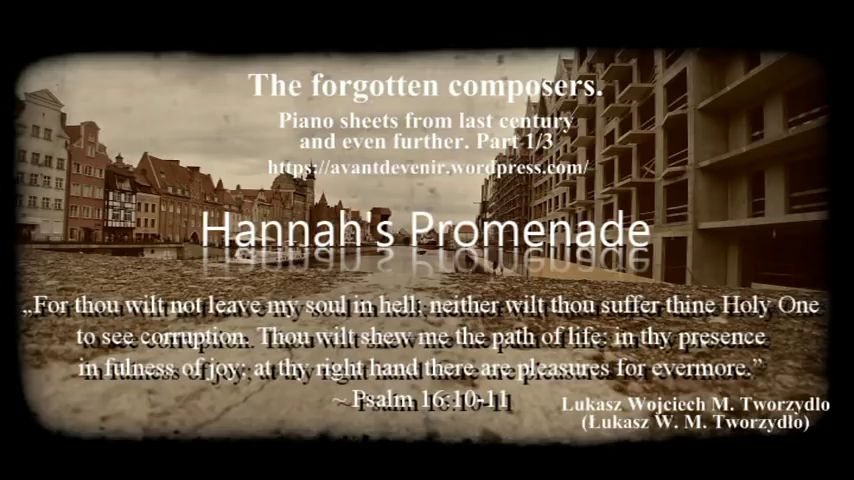 The forgotten composers.
Piano sheets from last century
and even further. Part 1/3
https://avantdevenir.wordpress.com/
Hannah's Promenade
„For thou wilt not leave my soul in hell; neither wilt thou suffer thine Holy One
to see corruption. Thou wilt shew me the path of life: in thy presence
in fulness of joy; at thy right hand there are pleasures for evermore.”
~ Psalm 16:10-11
Lukasz Wojciech M. Tworzydlo
(Łukasz W. M. Tworzydło)